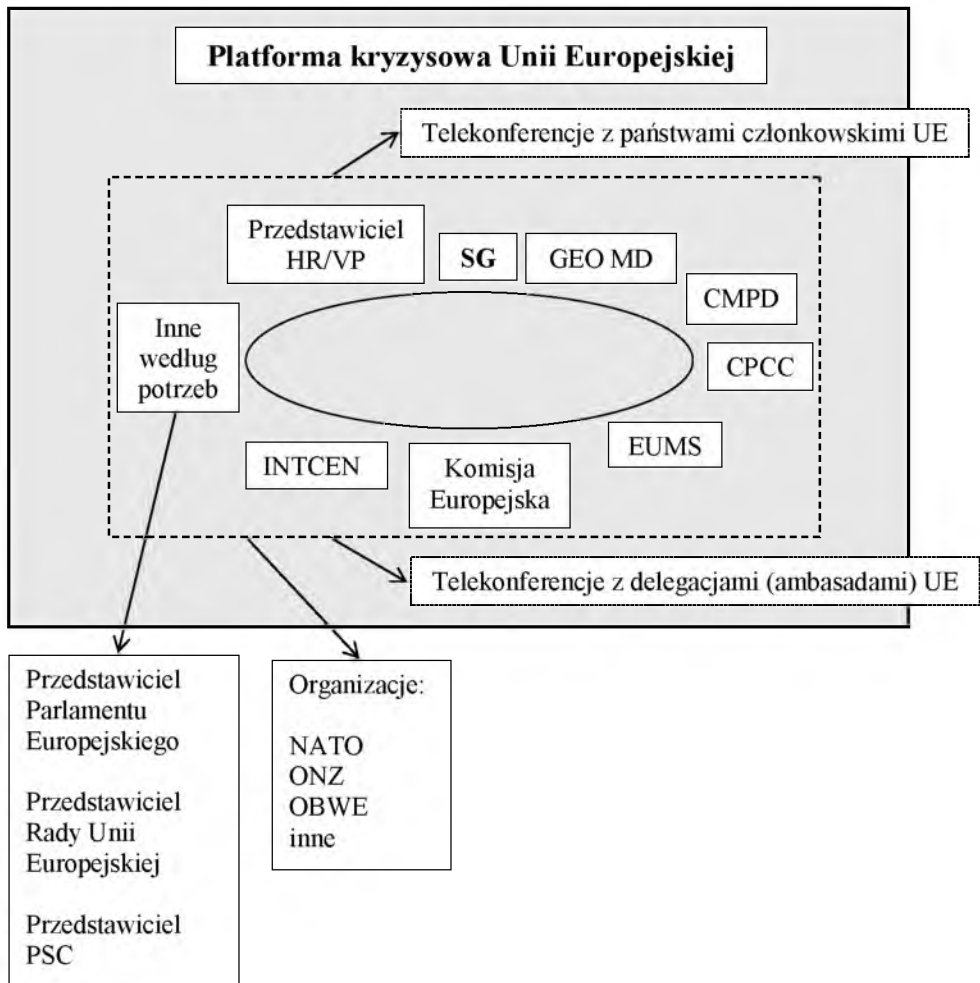 Platforma kryzysowa Unii Europejskiej
Telekonferencje z państwami członkowskimi UE
Przedstawiciel
HR/VP
SG
GEO MD
CMPD
Inne
według
potrzeb
CPCC
EUMS
INTCEN
Komisja
Europejska
Telekonferencje z delegacjami (ambasadami) UE
Przedstawiciel
Parlamentu
Europejskiego
Przedstawiciel
Rady Unii
Europejskiej
Przedstawiciel
PSC
Organizacje:
NATO
ONZ
OBWE
inne